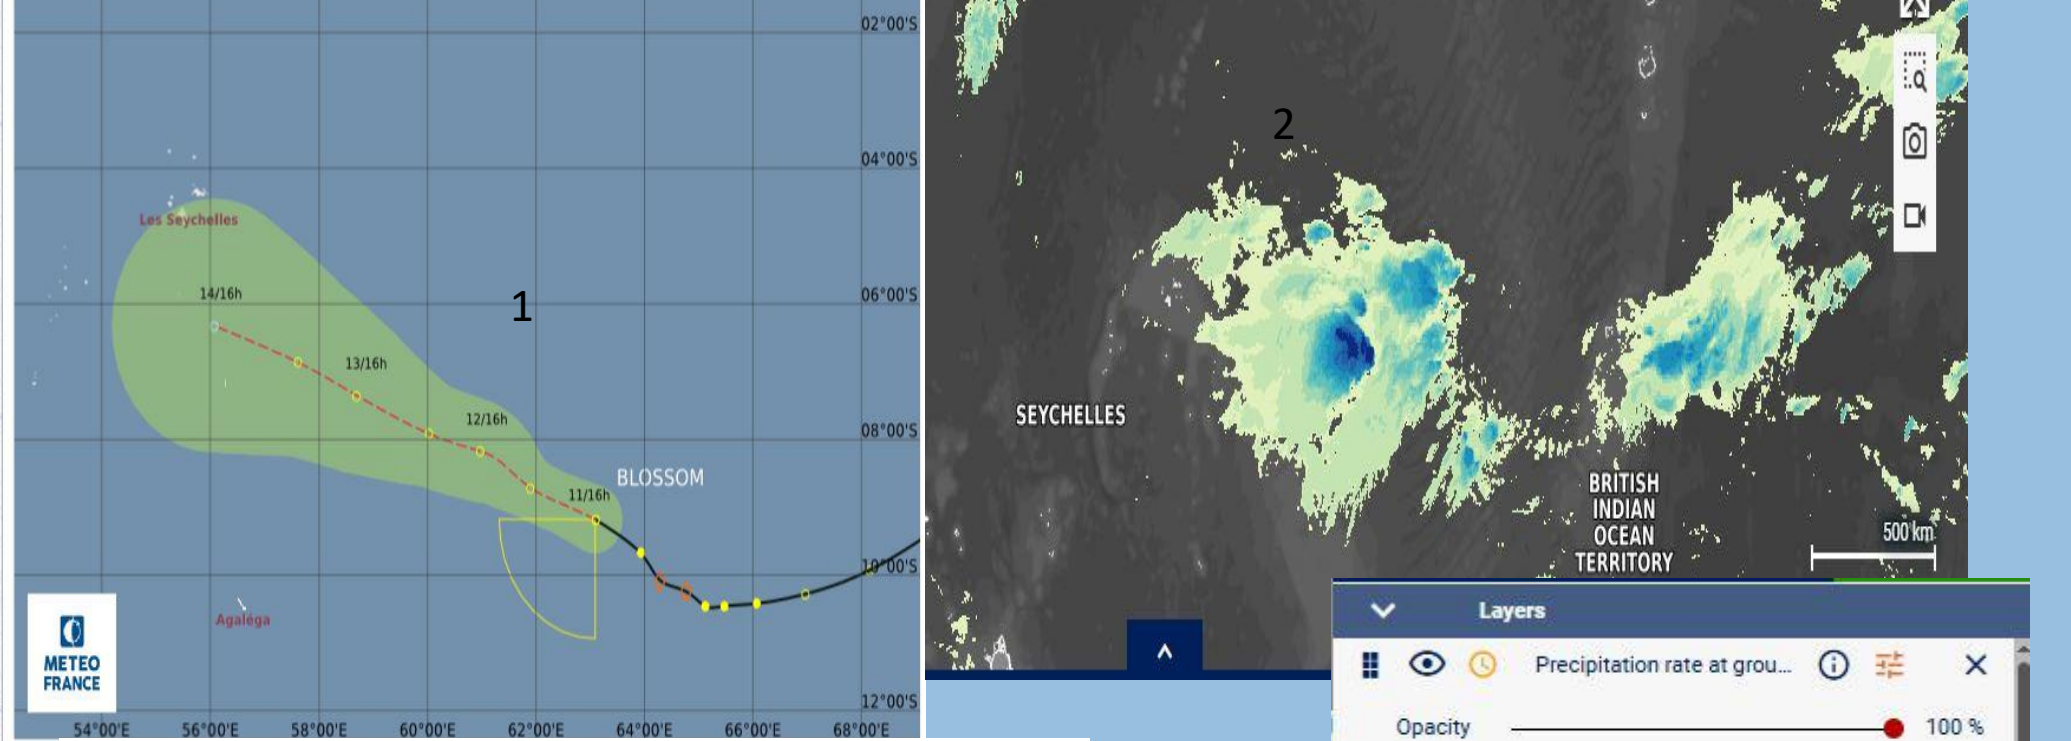 02°00'S
04°00'S
Les Seychelles
14/16h
06°00'S
1
13/16h
12/16h
08°00'S
BLOSSOM
11/16h
10°00'S
Agaléga
METEO
FRANCE
12°00'S
54°00'E 56°00'E 58°00'E 60°00'E 62°00'E 64°00'E 66°00'E 68°00'E
2
SEYCHELLES
BRITISH
INDIAN
OCEAN
TERRITORY
500 km
Layers
Precipitation rate at grou...
Opacity 100 %